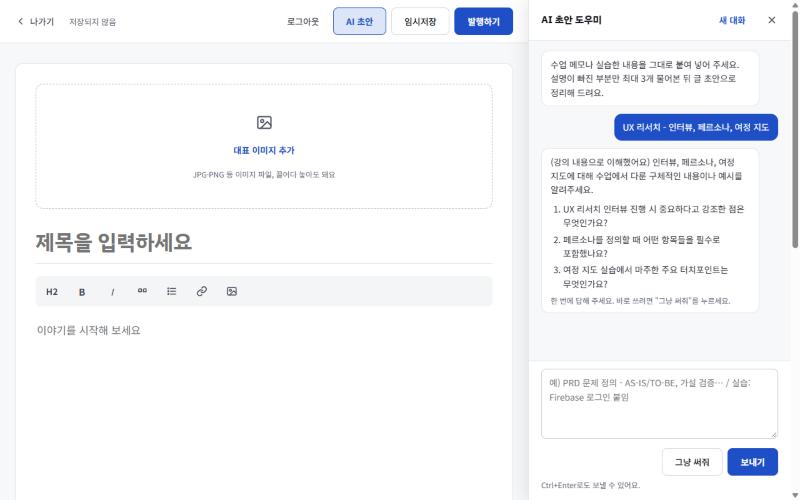 나가기
저장되지 않음
로그아웃
AI 초안
임시저장
발행하기
대표 이미지 추가
JPG·PNG 등 이미지 파일, 끌어다 놓아도 돼요
제목을 입력하세요
H2
B
I
이야기를 시작해 보세요
AI 초안 도우미
새 대화
수업 메모나 실습한 내용을 그대로 붙여 넣어 주세요.
설명이 빠진 부분만 최대 3개 물어본 뒤 글 초안으로
정리해 드려요.
UX 리서치 - 인터뷰, 페르소나, 여정 지도
(강의 내용으로 이해했어요) 인터뷰, 페르소나, 여정
지도에 대해 수업에서 다룬 구체적인 내용이나 예시를
알려주세요.
1. UX 리서치 인터뷰 진행 시 중요하다고 강조한 점은
무엇인가요?
2. 페르소나를 정의할 때 어떤 항목들을 필수로
포함했나요?
3. 여정 지도 실습에서 마주한 주요 터치포인트는
무엇인가요?
한 번에 답해 주세요. 바로 쓰려면 "그냥 써줘"를 누르세요.
예) PRD 문제 정의 - AS-IS/TO-BE, 가설 검증… / 실습:
Firebase 로그인 붙임
그냥 써줘
보내기
Ctrl+Enter로도 보낼 수 있어요.